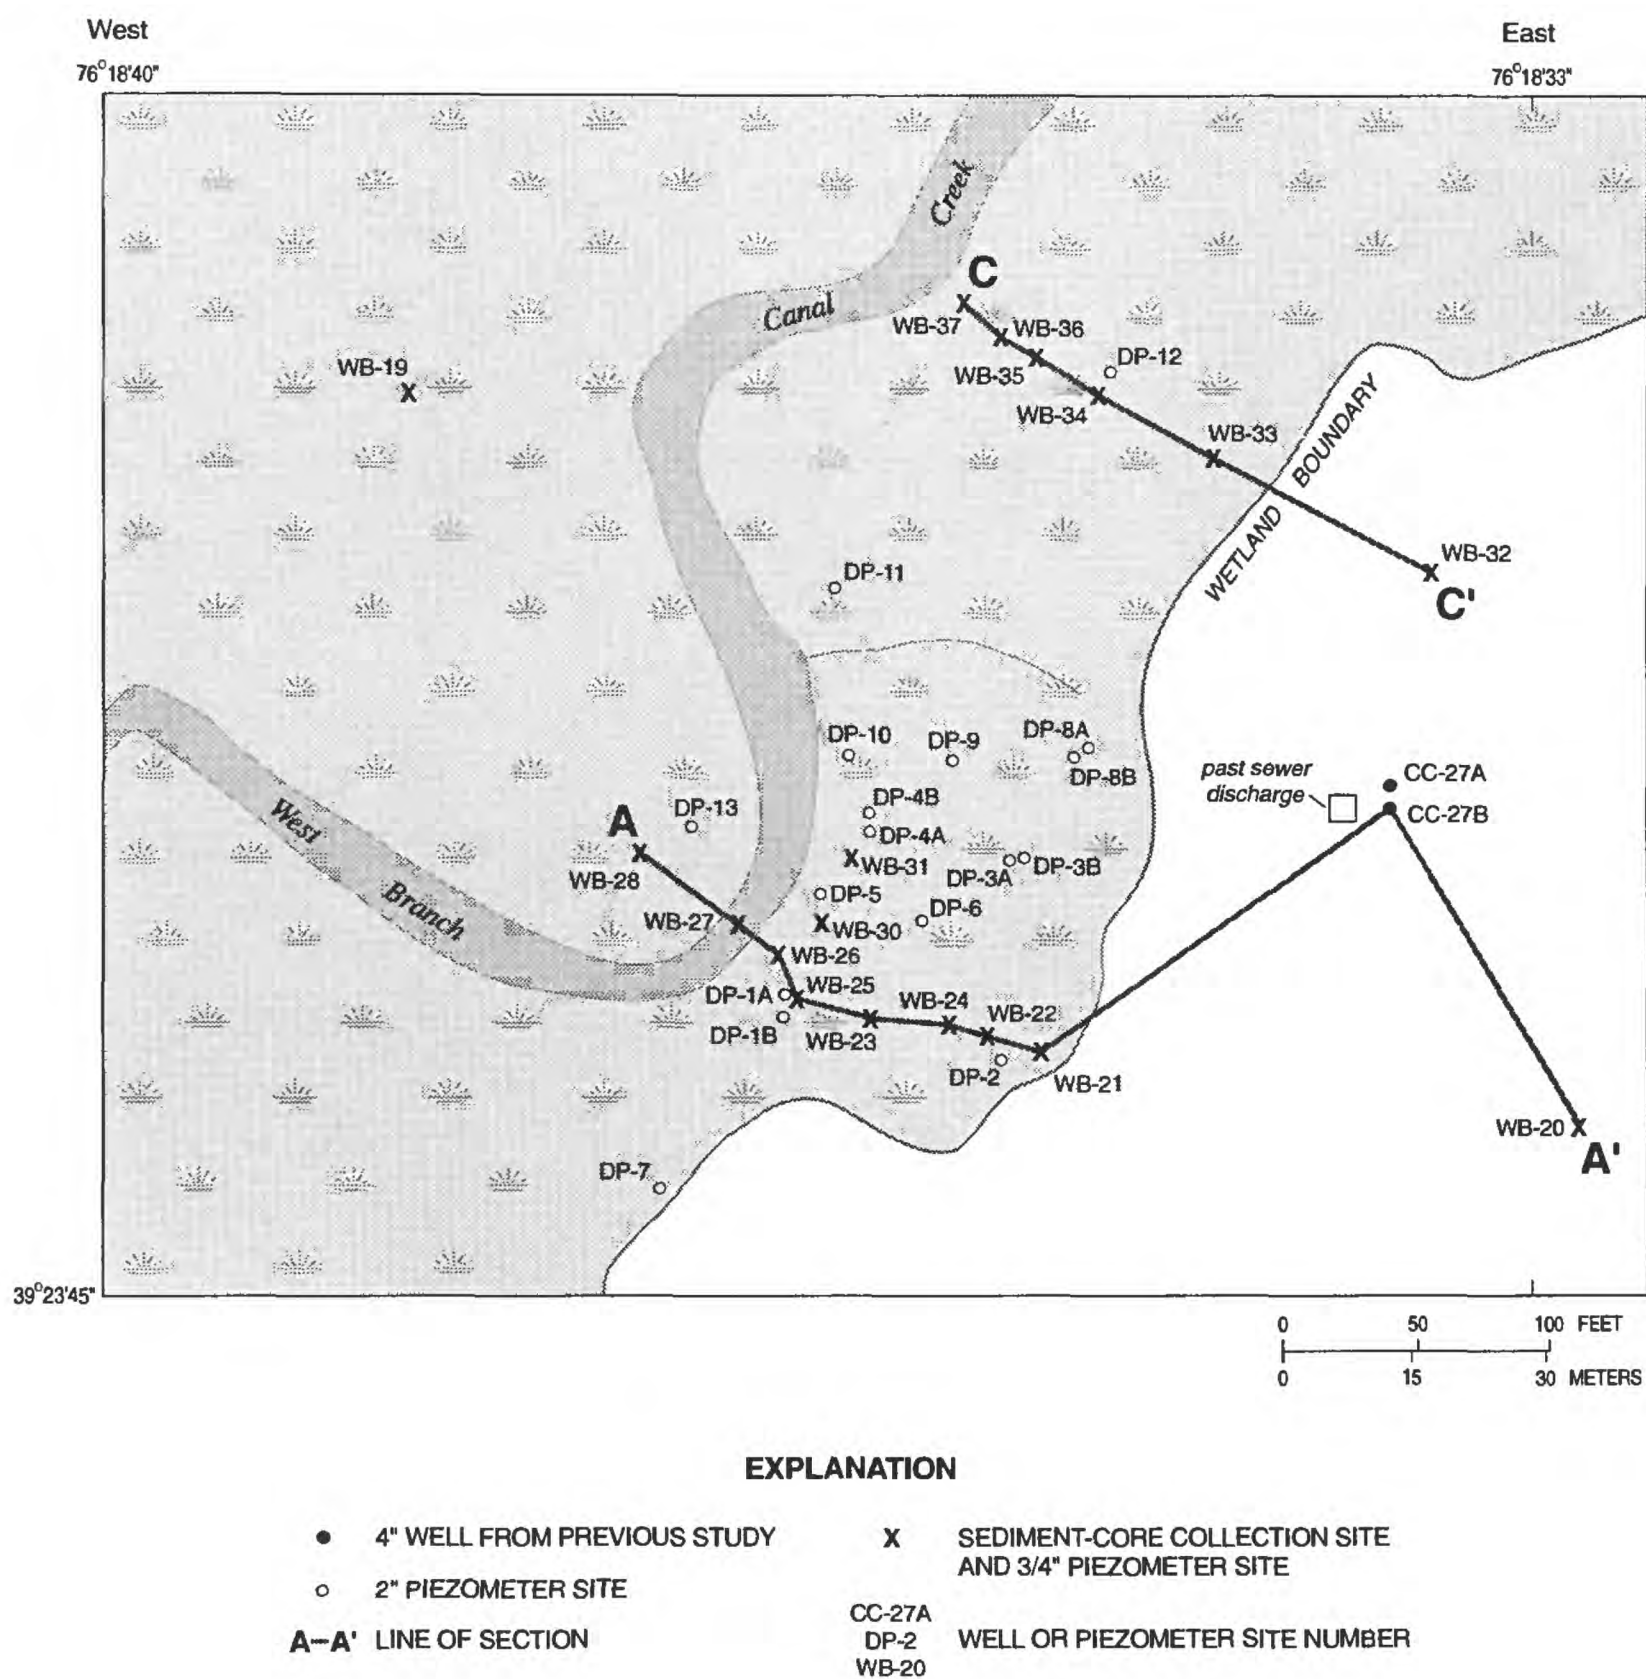 West
East
76°18'40"
76°18'33"
Creek
C
Canal
WB-37
WB-36
DP-12
WB-19
WB-35
WB-34
WB-33
WETLAND BOUNDARY
WB-32
C'
DP-11
DP-10
DP-9
DP-8A
DP-8B
past sewer
discharge
CC-27A
CC-27B
DP-4B
DP-13
West Branch
A
DP-4A
WB-31
DP-3A
DP-3B
WB-28
DP-5
DP-6
WB-27
WB-30
WB-26
DP-1A
WB-25
WB-24
WB-22
DP-1B
WB-23
DP-2
WB-21
WB-20
A'
DP-7
39°23'45"
0 50 100 FEET
0 15 30 METERS
EXPLANATION
4" WELL FROM PREVIOUS STUDY
2" PIEZOMETER SITE
A–A' LINE OF SECTION
X SEDIMENT-CORE COLLECTION SITE
AND 3/4" PIEZOMETER SITE
CC-27A
DP-2 WELL OR PIEZOMETER SITE NUMBER
WB-20